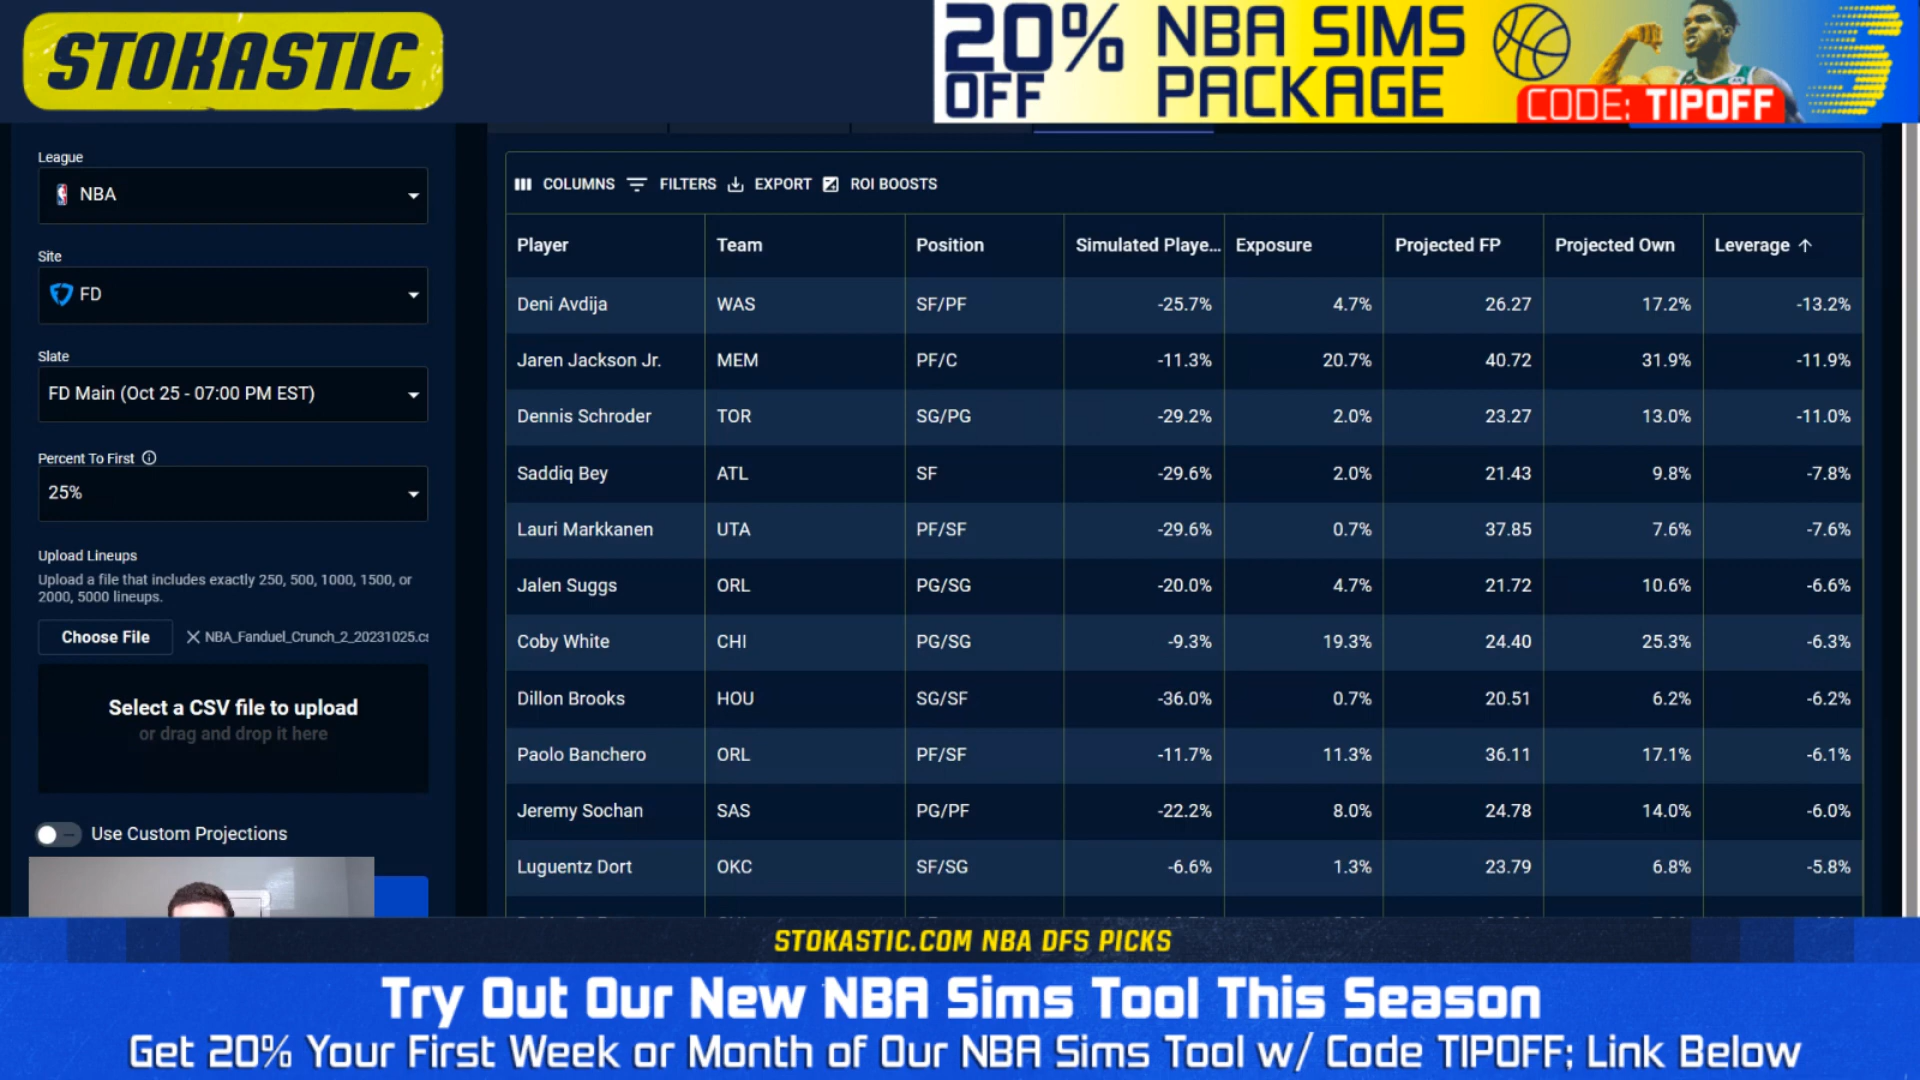 STOKASTIC
20% OFF
NBA SIMS PACKAGE
CODE: TIPOFF
League
NBA
Site
FD
Slate
FD Main (Oct 25 - 07:00 PM EST)
Percent To First
25%
Upload Lineups
Upload a file that includes exactly 250, 500, 1000, 1500, or
2000, 5000 lineups.
Choose File
NBA_Fanduel_Crunch_2_20231025.cs
Select a CSV file to upload
or drag and drop it here
Use Custom Projections
COLUMNS FILTERS EXPORT ROI BOOSTS
Player Team Position Simulated Playe... Exposure Projected FP Projected Own Leverage ↑
Deni Avdija WAS SF/PF -25.7% 4.7% 26.27 17.2% -13.2%
Jaren Jackson Jr. MEM PF/C -11.3% 20.7% 40.72 31.9% -11.9%
Dennis Schroder TOR SG/PG -29.2% 2.0% 23.27 13.0% -11.0%
Saddiq Bey ATL SF -29.6% 2.0% 21.43 9.8% -7.8%
Lauri Markkanen UTA PF/SF -29.6% 0.7% 37.85 7.6% -7.6%
Jalen Suggs ORL PG/SG -20.0% 4.7% 21.72 10.6% -6.6%
Coby White CHI PG/SG -9.3% 19.3% 24.40 25.3% -6.3%
Dillon Brooks HOU SG/SF -36.0% 0.7% 20.51 6.2% -6.2%
Paolo Banchero ORL PF/SF -11.7% 11.3% 36.11 17.1% -6.1%
Jeremy Sochan SAS PG/PF -22.2% 8.0% 24.78 14.0% -6.0%
Luguentz Dort OKC SF/SG -6.6% 1.3% 23.79 6.8% -5.8%
STOKASTIC.COM NBA DFS PICKS
Try Out Our New NBA Sims Tool This Season
Get 20% Your First Week or Month of Our NBA Sims Tool w/ Code TIPOFF; Link Below